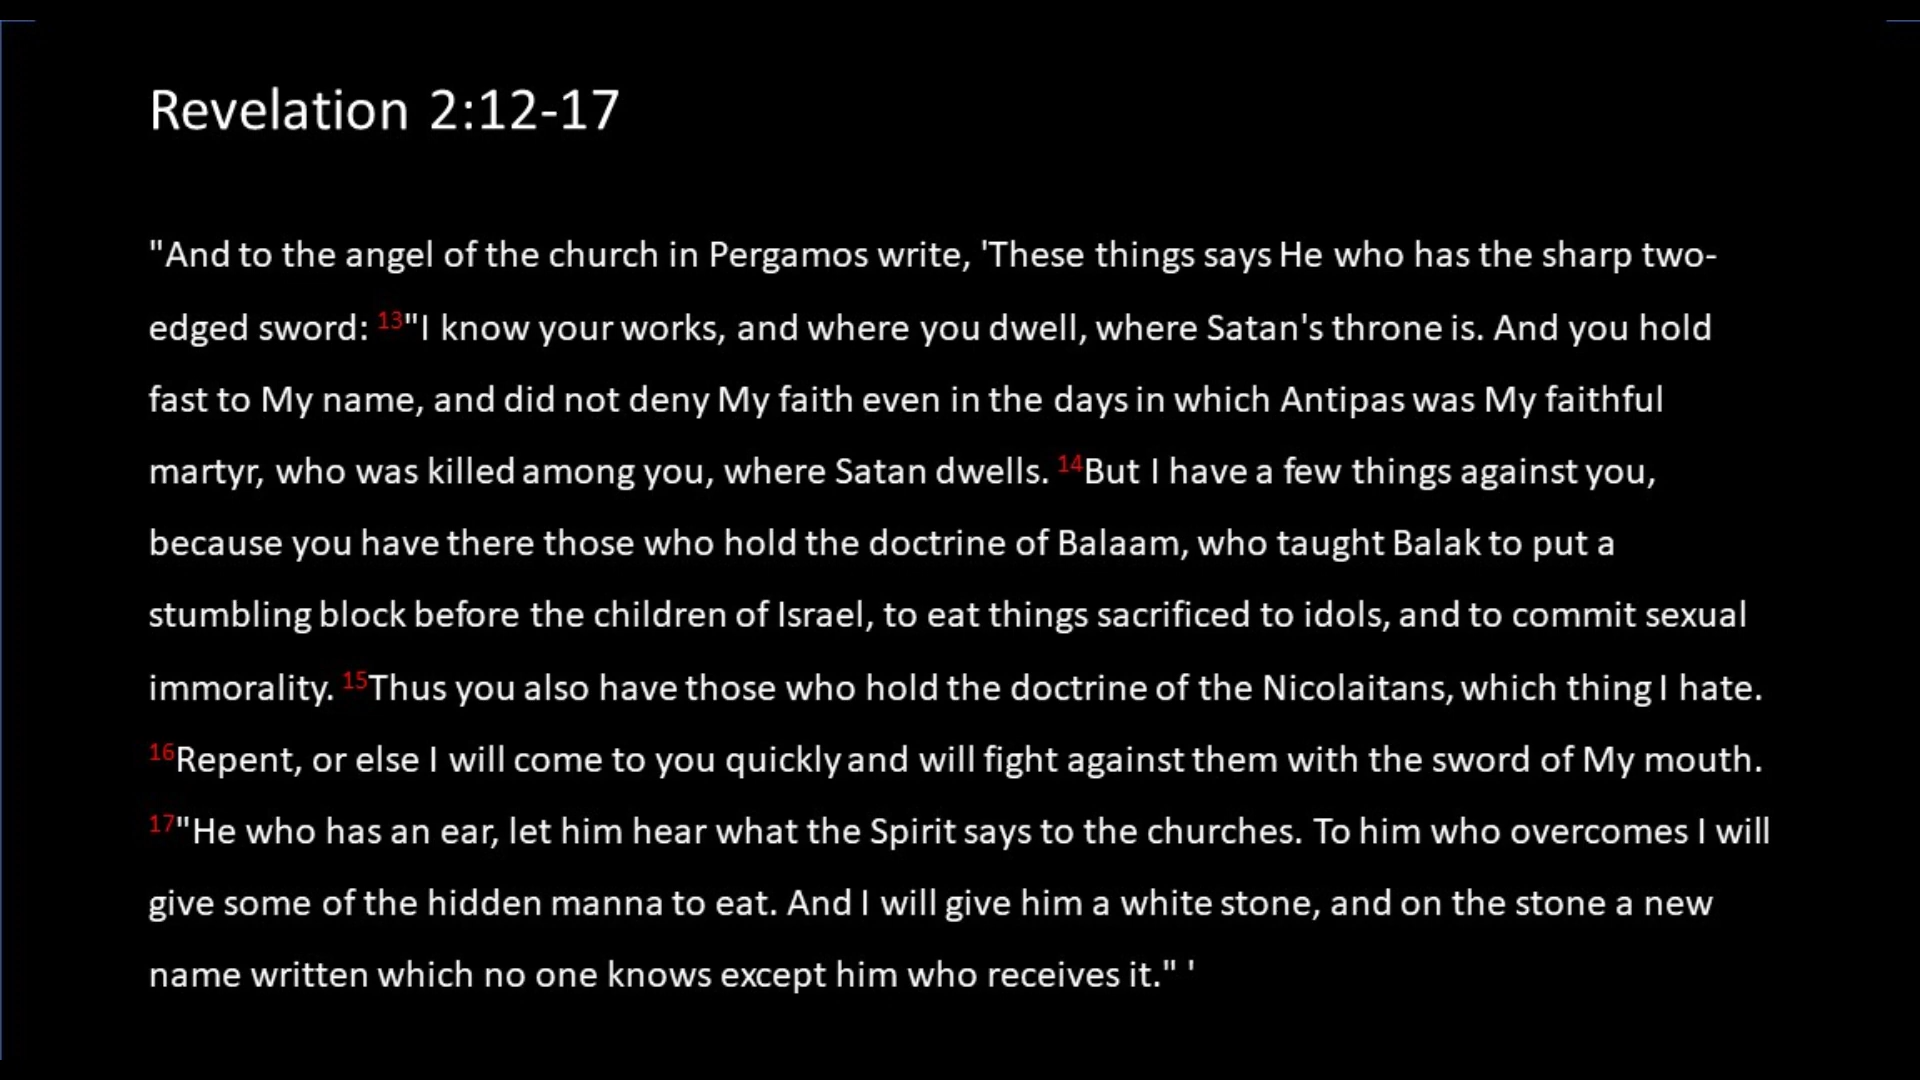 Revelation 2:12-17
"And to the angel of the church in Pergamos write, 'These things says He who has the sharp two-
edged sword: 13"I know your works, and where you dwell, where Satan's throne is. And you hold
fast to My name, and did not deny My faith even in the days in which Antipas was My faithful
martyr, who was killed among you, where Satan dwells. 14But I have a few things against you,
because you have there those who hold the doctrine of Balaam, who taught Balak to put a
stumbling block before the children of Israel, to eat things sacrificed to idols, and to commit sexual
immorality. 15Thus you also have those who hold the doctrine of the Nicolaitans, which thing I hate.
16Repent, or else I will come to you quickly and will fight against them with the sword of My mouth.
17"He who has an ear, let him hear what the Spirit says to the churches. To him who overcomes I will
give some of the hidden manna to eat. And I will give him a white stone, and on the stone a new
name written which no one knows except him who receives it." '